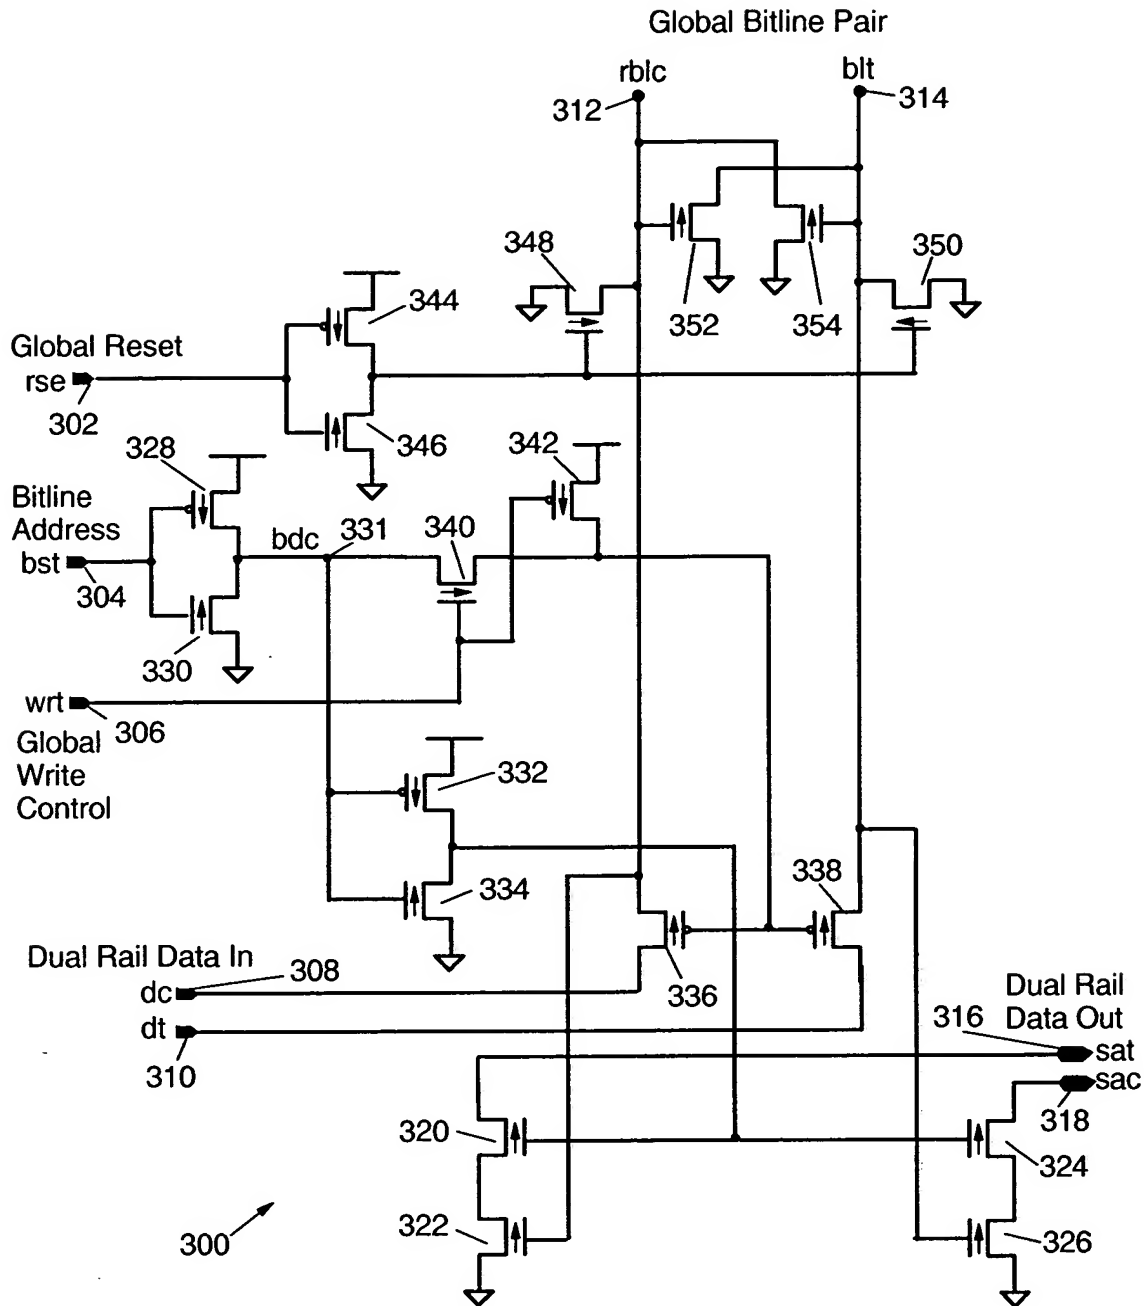 Global Bitline Pair
rblc
blt
312
314
348
350
352
354
344
Global Reset
rse
302
346
328
342
Bitline
Address
bst
304
bdc
331
340
330
wrt
306
Global
Write
Control
332
334
338
Dual Rail Data In
308
dc
336
dt
310
Dual Rail
Data Out
316
sat
sac
318
320
324
322
326
300